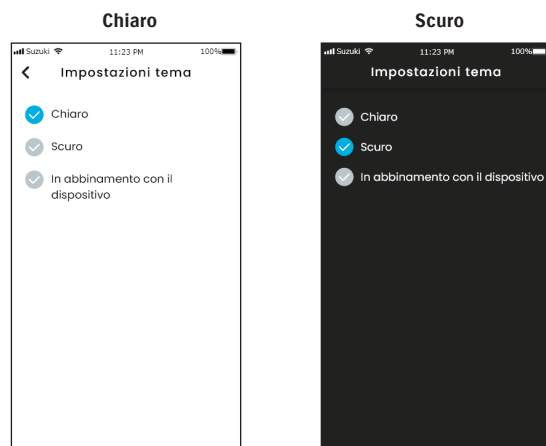 Chiaro
Suzuki 11:23 PM 100%
Impostazioni tema
Chiaro
Scuro
In abbinamento con il
dispositivo
Scuro
Suzuki 11:23 PM 100%
Impostazioni tema
Chiaro
Scuro
In abbinamento con il dispositivo